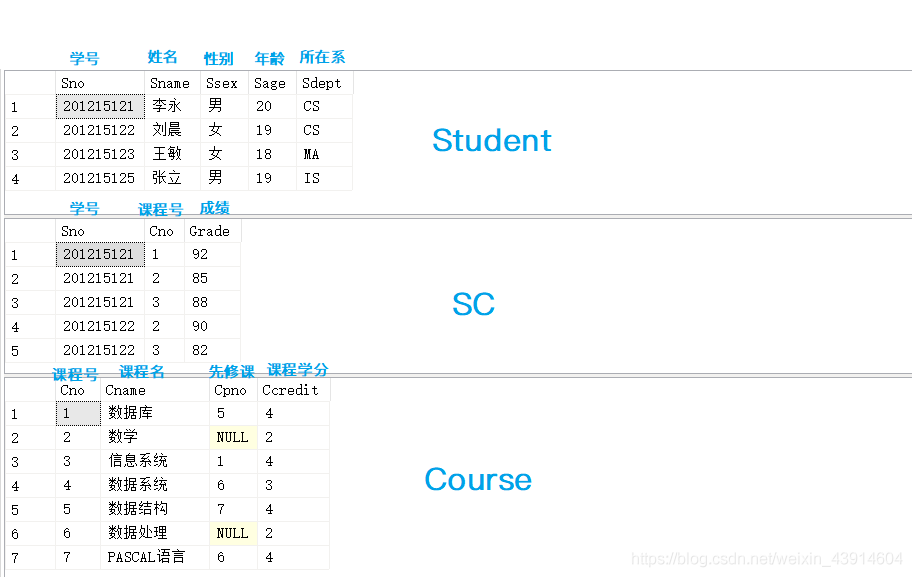 学号 姓名 性别 年龄 所在系
Sno Sname Ssex Sage Sdept
1 201215121 李永 男 20 CS
2 201215122 刘晨 女 19 CS
3 201215123 王敏 女 18 MA
4 201215125 张立 男 19 IS
Student
学号 课程号 成绩
Sno Cno Grade
1 201215121 1 92
2 201215121 2 85
3 201215121 3 88
4 201215122 2 90
5 201215122 3 82
SC
课程号 课程名 先修课 课程学分
Cno Cname Cpno Ccredit
1 1 数据库 5 4
2 2 数学 NULL 2
3 3 信息系统 1 4
4 4 数据系统 6 3
5 5 数据结构 7 4
6 6 数据处理 NULL 2
7 7 PASCAL语言 6 4
Course
https://blog.csdn.net/weixin_43914604